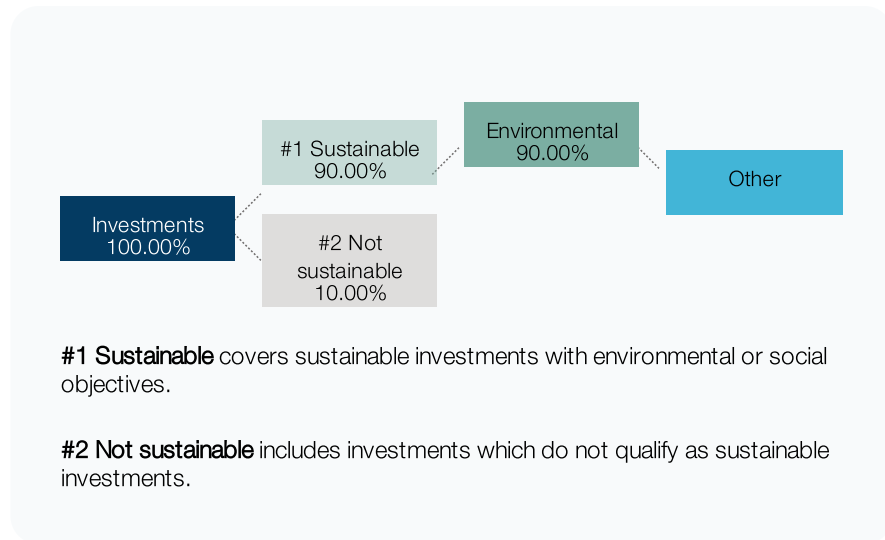 Investments
100.00%
#1 Sustainable
90.00%
#2 Not
sustainable
10.00%
Environmental
90.00%
Other
#1 Sustainable covers sustainable investments with environmental or social
objectives.
#2 Not sustainable includes investments which do not qualify as sustainable
investments.